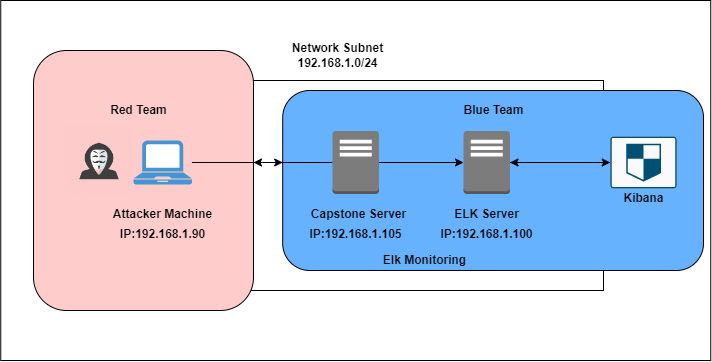 Network Subnet
192.168.1.0/24
Red Team
Blue Team
Attacker Machine
IP:192.168.1.90
Capstone Server
IP:192.168.1.105
ELK Server
IP:192.168.1.100
Kibana
Elk Monitoring